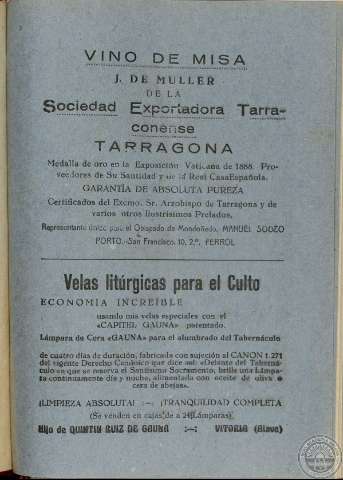 VINO DE MISA
J. DE MULLER
DE LA
Sociedad Exportadora Tarra-
conense
TARRAGONA
Medalla de oro en la Exposición Vaticana de 1888. Pro-
veedores de Su Santidad y de la Real Casa Española.
GARANTÍA DE ABSOLUTA PUREZA
Certificados del Excmo. Sr. Arzobispo de Tarragona y de
varios otros Ilustrísimos Prelados.
Representante único para el Obispado de Mondoñedo, MANUEL SOUZO
PORTO.-San Francisco, 10, 2.º, FERROL
Velas litúrgicas para el Culto
ECONOMIA INCREIBLE
usando mis velas especiales con el
«CAPITEL GAUNA» patentado.
Lámpara de Cera «GAUNA» para el alumbrado del Tabernáculo
de cuatro días de duración, fabricada con sujeción al CANON 1.271
del vigente Derecho Canónico que dice así: «Delante del Tabernácu-
lo en que se reserva el Santísimo Sacramento, brille una Lámpa-
ra continuamente día y noche, alimentada con aceite de oliva ó
cera de abejas».
¡LIMPIEZA ABSOLUTA! :—: ¡TRANQUILIDAD COMPLETA!
(Se venden en cajas de a 24 Lámparas)
Hijo de QUINTIN RUIZ DE GAUNA :—: VITORIA (Alava)